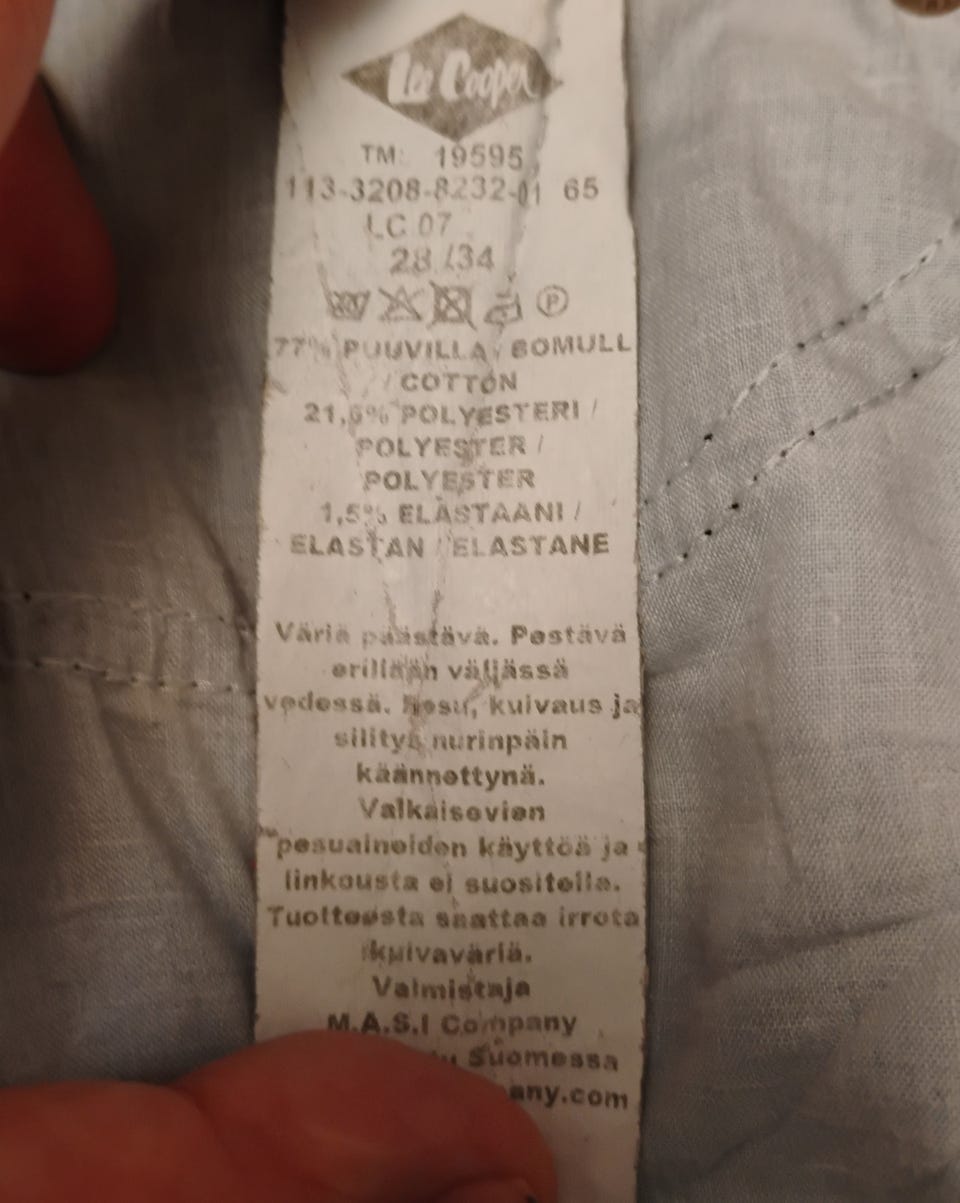 Lee Cooper
TM: 19595
113-3208-8232-01 65
LC 07
28 /34
P
77% PUUVILLA / BOMULL
/ COTTON
21,5% POLYESTERI /
POLYESTER /
POLYESTER
1,5% ELASTAANI /
ELASTAN / ELASTANE
Väriä päästävä. Pestävä
erillään väljässä
vedessä. Pesu, kuivaus ja
silitys nurinpäin
käännettynä.
Valkaisevien
pesuaineiden käyttöä ja
linkousta ei suositella.
Tuotteesta saattaa irrota
kuivaväriä.
Valmistaja
M.A.S.I Company
Suomessa
any.com